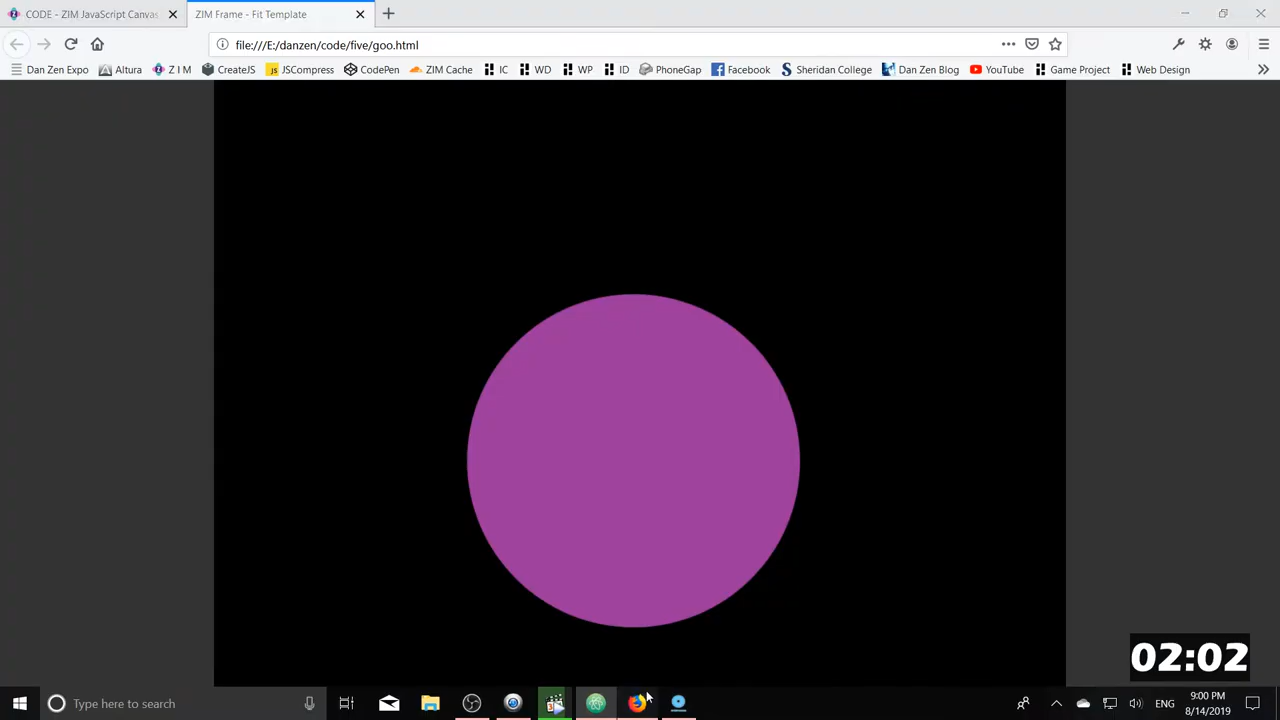 CODE - ZIM JavaScript Canvas
ZIM Frame - Fit Template
file:///E:/danzen/code/five/goo.html
Dan Zen Expo
Altura
Z I M
CreateJS
JS
JSCompress
CodePen
ZIM Cache
IC
WD
WP
ID
PhoneGap
Facebook
Sheridan College
Dan Zen Blog
YouTube
Game Project
Web Design
02:02
Type here to search
ENG
9:00 PM
8/14/2019